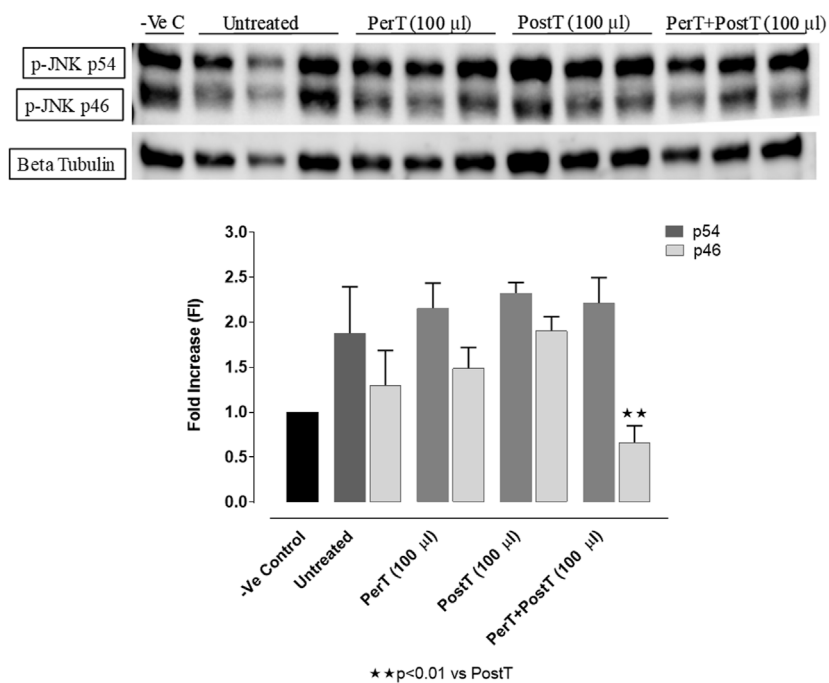 -Ve C Untreated PerT (100 µl) PostT (100 µl) PerT+PostT (100 µl)
p-JNK p54
p-JNK p46
Beta Tubulin
3.0
2.5
2.0
1.5
1.0
0.5
0.0
Fold Increase (FI)
p54
p46
★★
-Ve Control
Untreated
PerT (100 µl)
PostT (100 µl)
PerT+PostT (100 µl)
★★p<0.01 vs PostT